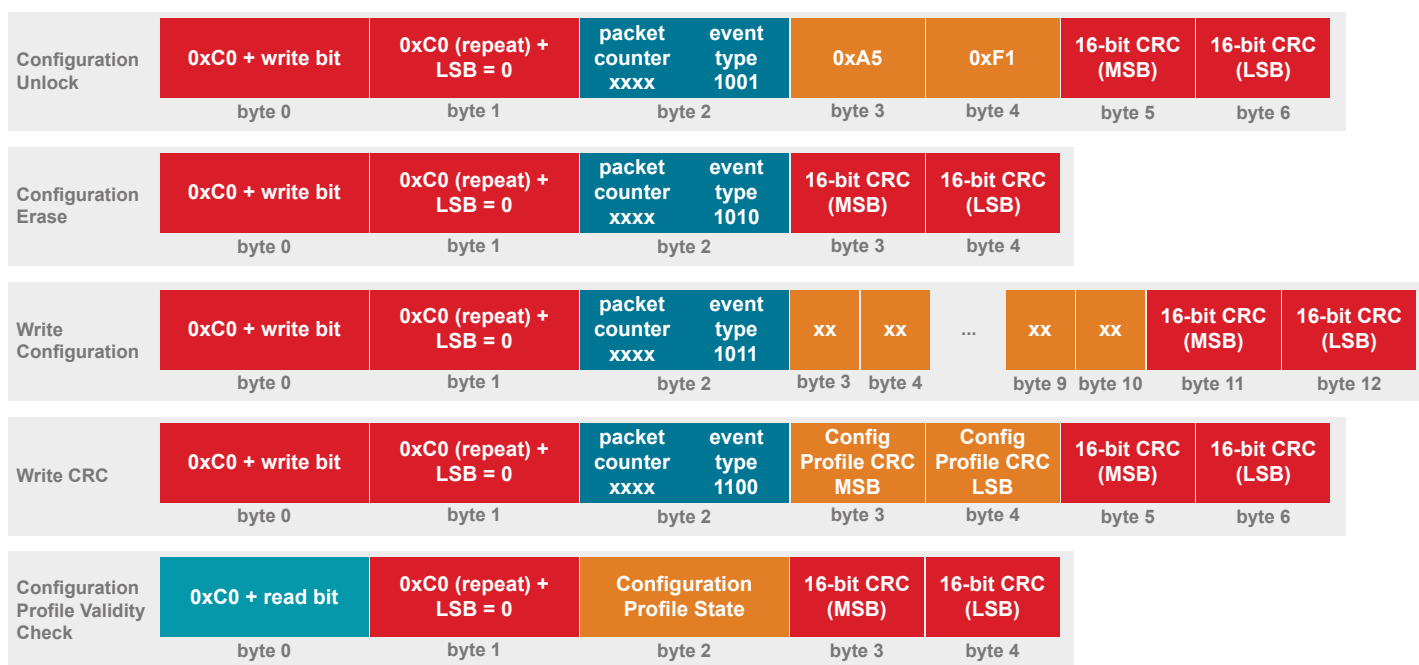 Configuration
Unlock
0xC0 + write bit
0xC0 (repeat) +
LSB = 0
packet
counter
xxxx
event
type
1001
0xA5
0xF1
16-bit CRC
(MSB)
16-bit CRC
(LSB)
byte 0
byte 1
byte 2
byte 3
byte 4
byte 5
byte 6
Configuration
Erase
0xC0 + write bit
0xC0 (repeat) +
LSB = 0
packet
counter
xxxx
event
type
1010
16-bit CRC
(MSB)
16-bit CRC
(LSB)
byte 0
byte 1
byte 2
byte 3
byte 4
Write
Configuration
0xC0 + write bit
0xC0 (repeat) +
LSB = 0
packet
counter
xxxx
event
type
1011
xx
xx
...
xx
xx
16-bit CRC
(MSB)
16-bit CRC
(LSB)
byte 0
byte 1
byte 2
byte 3
byte 4
byte 9
byte 10
byte 11
byte 12
Write CRC
0xC0 + write bit
0xC0 (repeat) +
LSB = 0
packet
counter
xxxx
event
type
1100
Config
Profile CRC
MSB
Config
Profile CRC
LSB
16-bit CRC
(MSB)
16-bit CRC
(LSB)
byte 0
byte 1
byte 2
byte 3
byte 4
byte 5
byte 6
Configuration
Profile Validity
Check
0xC0 + read bit
0xC0 (repeat) +
LSB = 0
Configuration
Profile State
16-bit CRC
(MSB)
16-bit CRC
(LSB)
byte 0
byte 1
byte 2
byte 3
byte 4